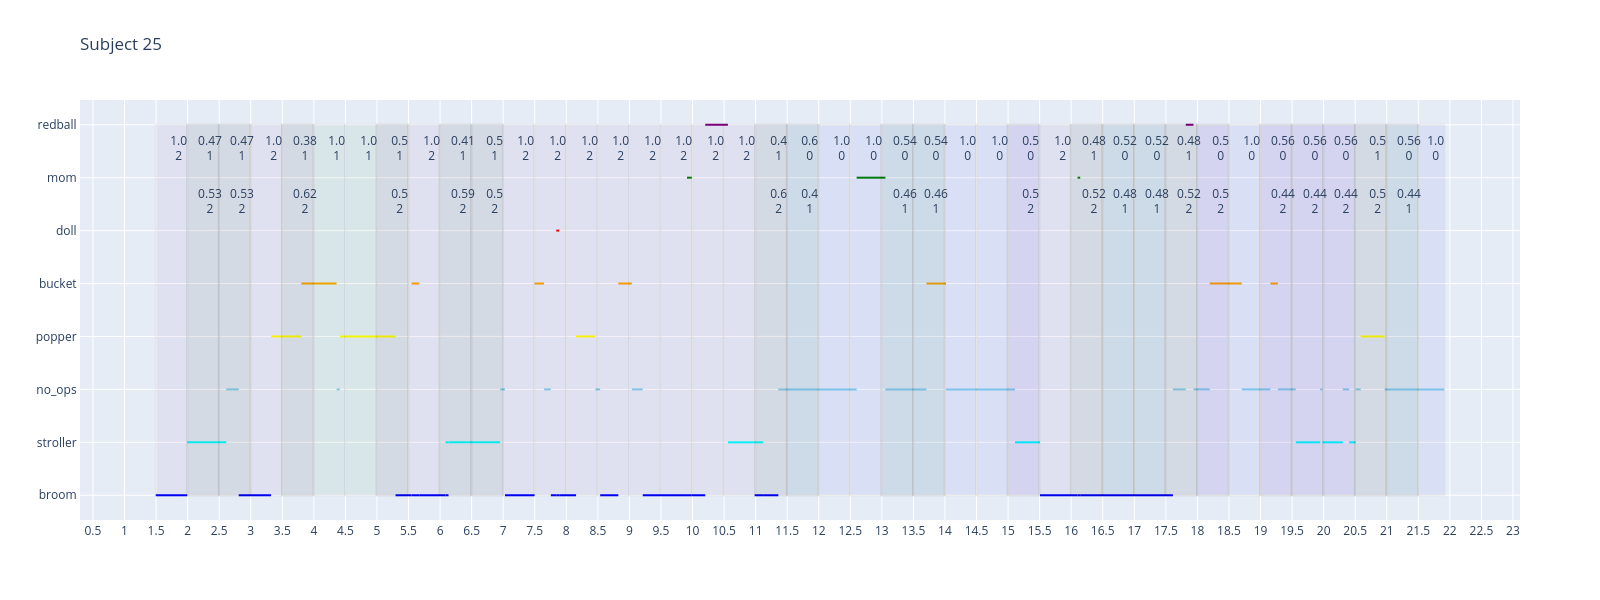 Subject 25
redball
1.0 0.47 0.47 1.0 0.38 1.0 1.0 0.5 1.0 0.41 0.5 1.0 1.0 1.0 1.0 1.0 1.0 1.0 1.0 0.4 0.6 1.0 1.0 0.54 0.54 1.0 1.0 0.5 1.0 0.48 0.52 0.52 0.48 0.5 1.0 0.56 0.56 0.56 0.5 0.56 1.0
2 1 1 2 1 1 1 1 2 1 1 2 2 2 2 2 2 2 2 1 0 0 0 0 0 0 0 0 2 1 0 0 1 0 0 0 0 0 1 0 0
mom
0.53 0.53 0.62 0.5 0.59 0.5 0.6 0.4 0.46 0.46 0.5 0.52 0.48 0.48 0.52 0.5 0.44 0.44 0.44 0.5 0.44
2 2 2 2 2 2 2 1 1 1 2 2 1 1 2 2 2 2 2 2 1
doll
bucket
popper
no_ops
stroller
broom
0.5 1 1.5 2 2.5 3 3.5 4 4.5 5 5.5 6 6.5 7 7.5 8 8.5 9 9.5 10 10.5 11 11.5 12 12.5 13 13.5 14 14.5 15 15.5 16 16.5 17 17.5 18 18.5 19 19.5 20 20.5 21 21.5 22 22.5 23